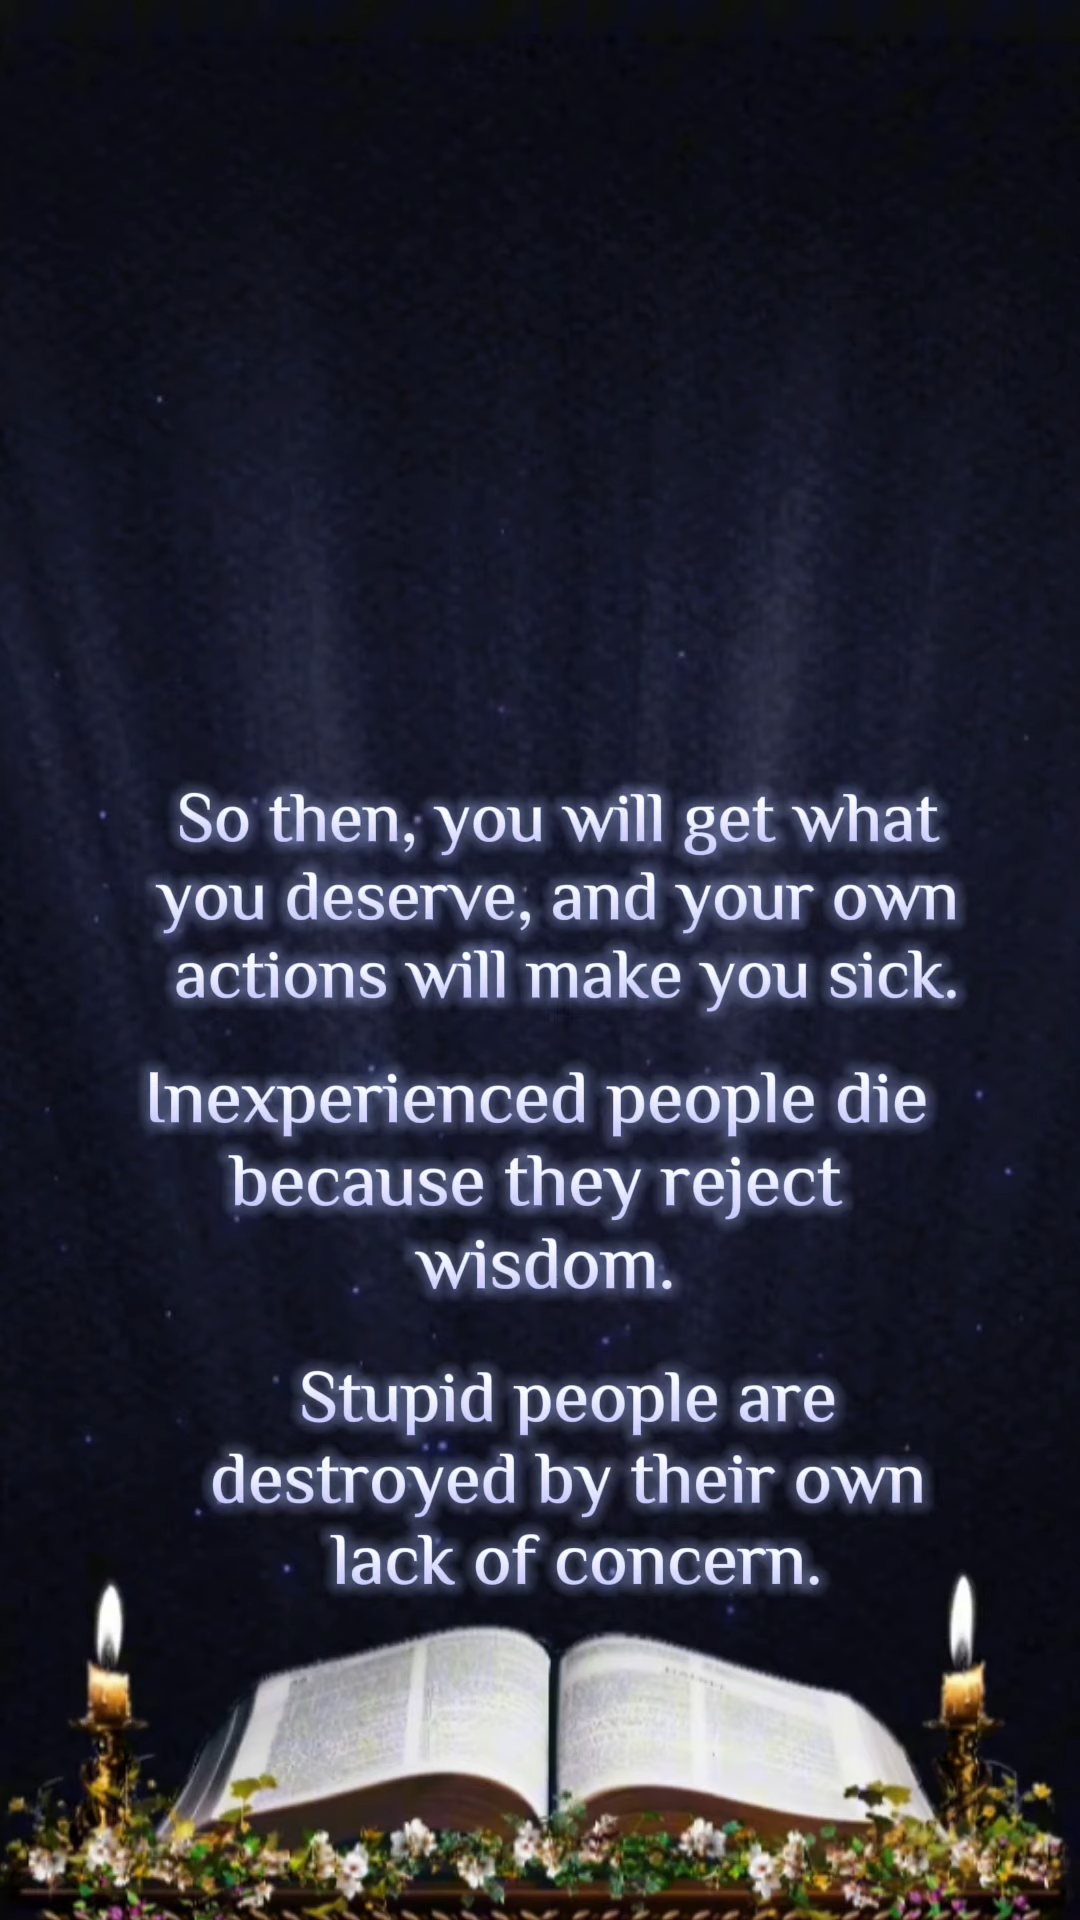 So then, you will get what
you deserve, and your own
actions will make you sick.
Inexperienced people die
because they reject
wisdom.
Stupid people are
destroyed by their own
lack of concern.